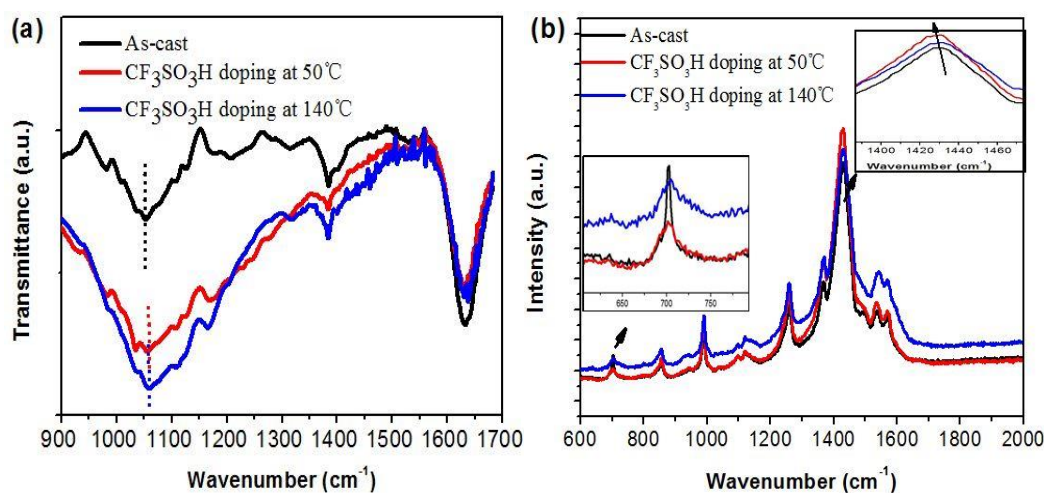 (a)
As-cast
CF₃SO₃H doping at 50℃
CF₃SO₃H doping at 140℃
Transmittance (a.u.)
900 1000 1100 1200 1300 1400 1500 1600 1700
Wavenumber (cm⁻¹)
(b)
As-cast
CF₃SO₃H doping at 50℃
CF₃SO₃H doping at 140℃
1400 1420 1440 1460
Wavenumber (cm⁻¹)
650 700 750
Intensity (a.u.)
600 800 1000 1200 1400 1600 1800 2000
Wavenumber (cm⁻¹)